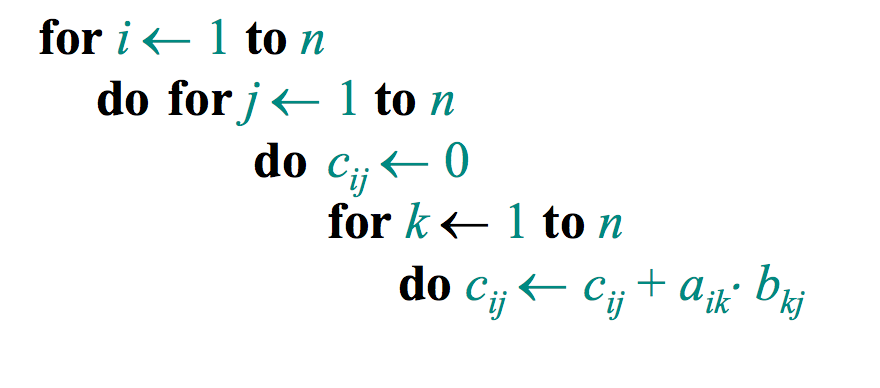 for i ← 1 to n
do for j ← 1 to n
do cij ← 0
for k ← 1 to n
do cij ← cij + aik· bkj